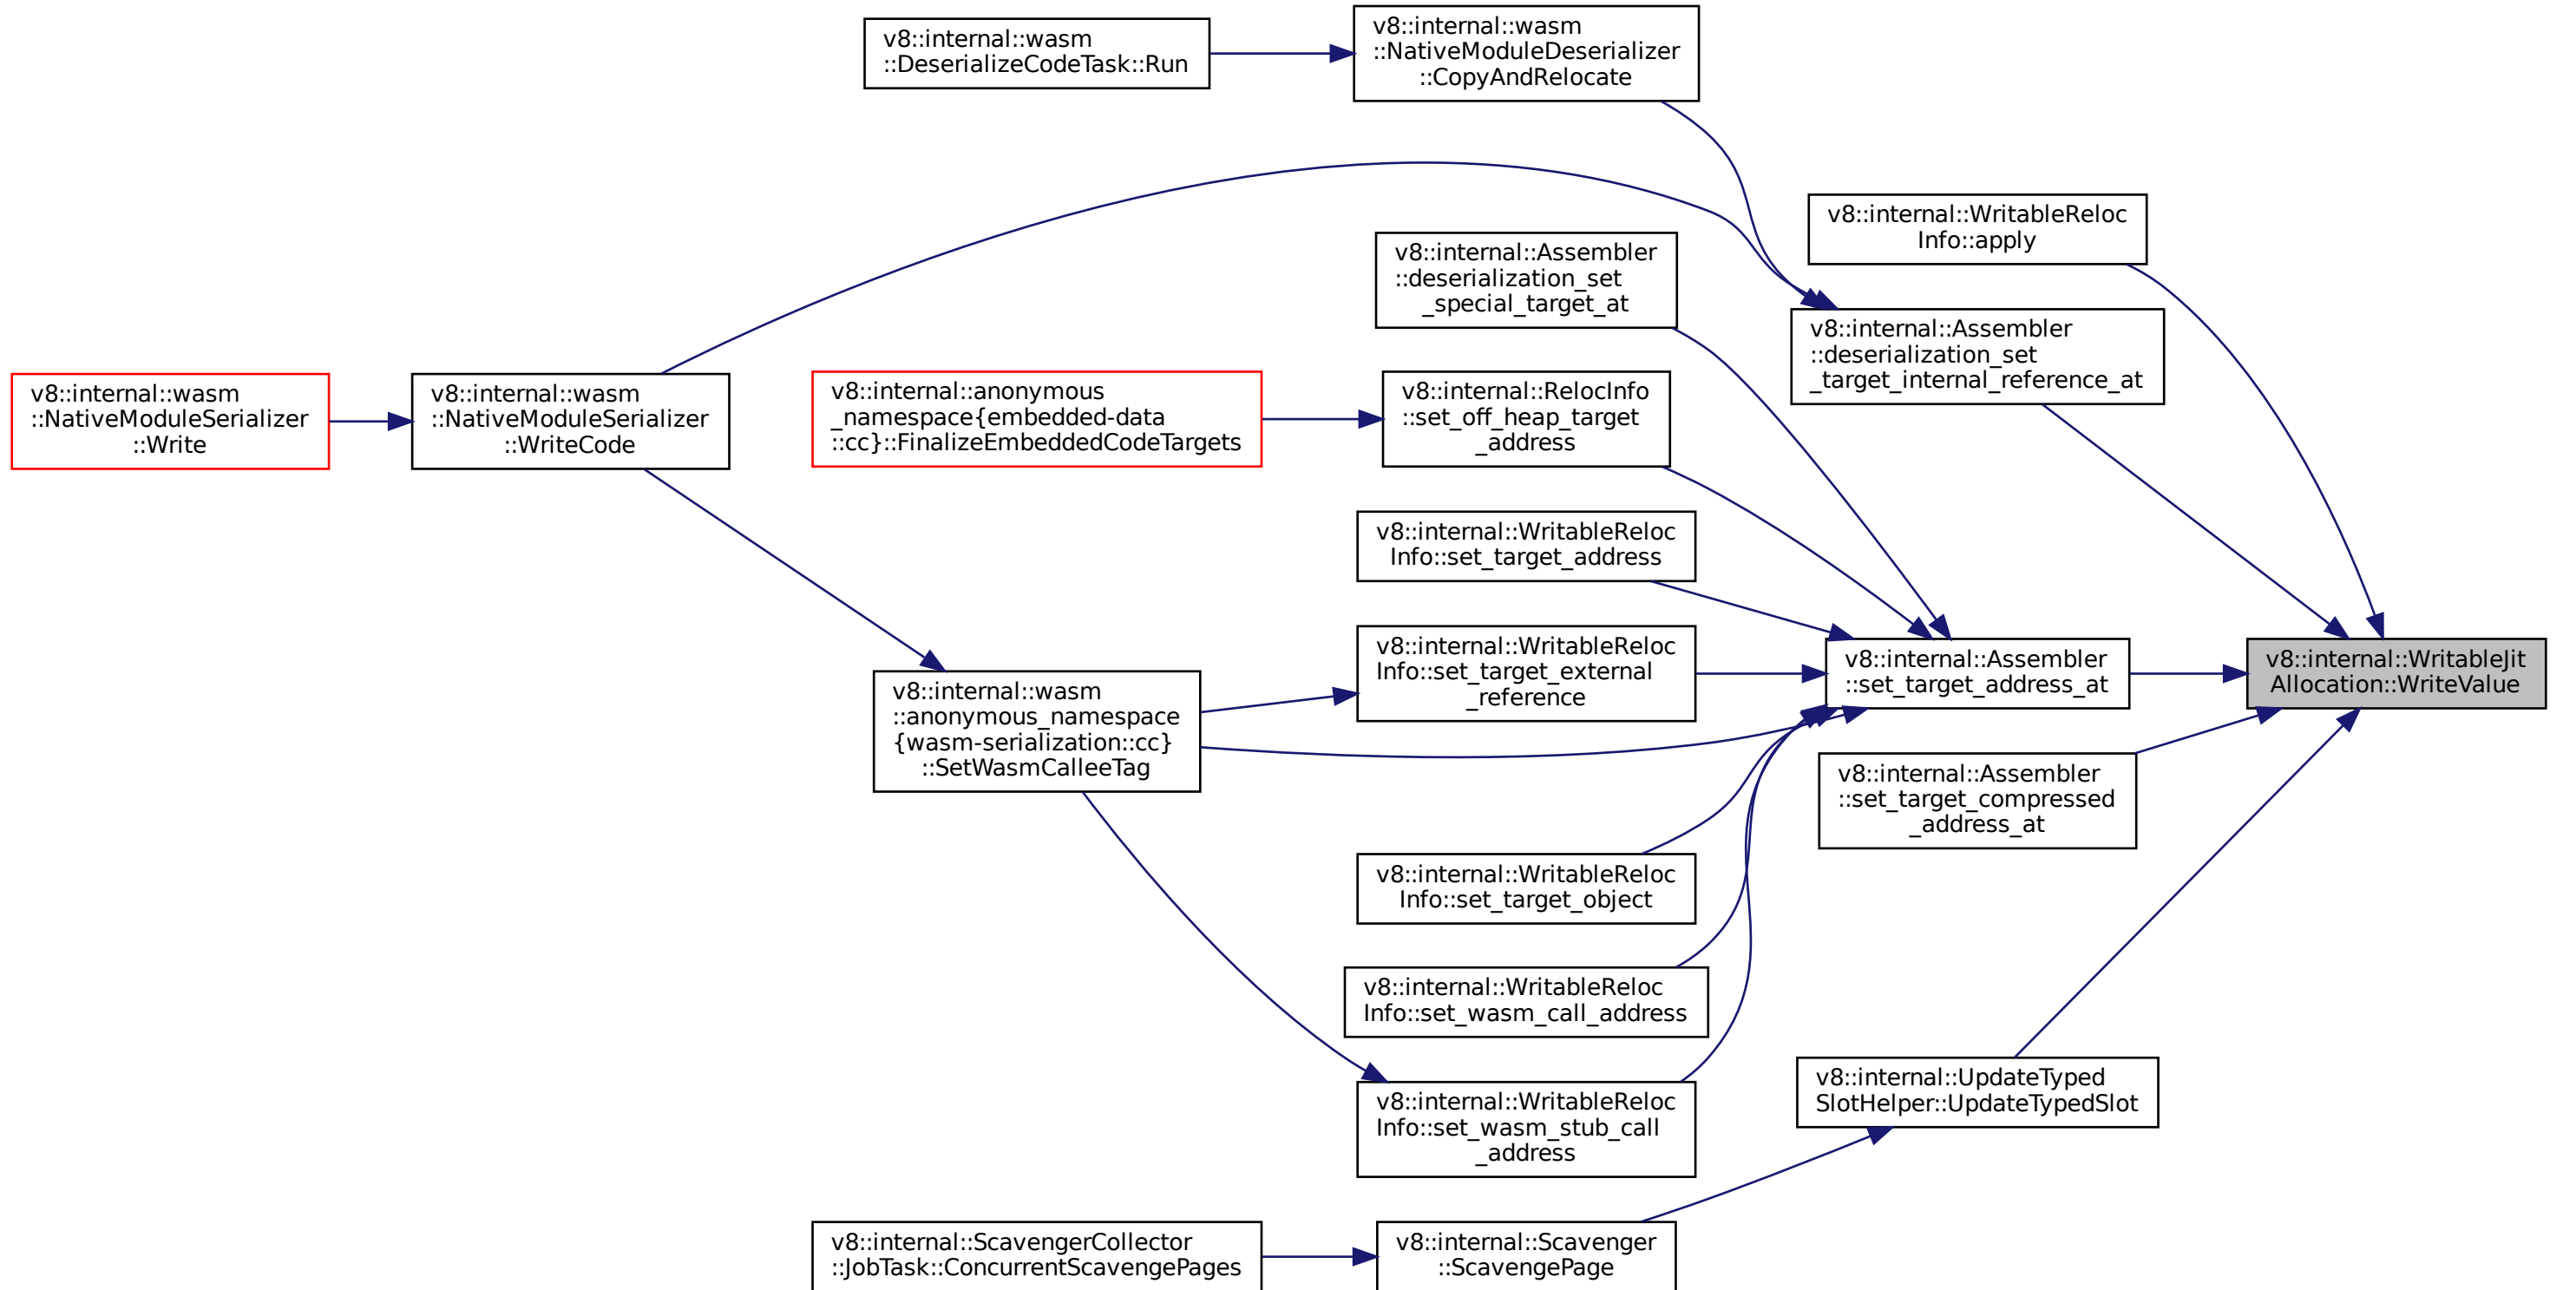 v8::internal::wasm
::DeserializeCodeTask::Run
v8::internal::wasm
::NativeModuleDeserializer
::CopyAndRelocate
v8::internal::WritableReloc
Info::apply
v8::internal::Assembler
::deserialization_set
_special_target_at
v8::internal::Assembler
::deserialization_set
_target_internal_reference_at
v8::internal::wasm
::NativeModuleSerializer
::Write
v8::internal::wasm
::NativeModuleSerializer
::WriteCode
v8::internal::anonymous
_namespace{embedded-data
::cc}::FinalizeEmbeddedCodeTargets
v8::internal::RelocInfo
::set_off_heap_target
_address
v8::internal::WritableReloc
Info::set_target_address
v8::internal::WritableReloc
Info::set_target_external
_reference
v8::internal::Assembler
::set_target_address_at
v8::internal::WritableJit
Allocation::WriteValue
v8::internal::wasm
::anonymous_namespace
{wasm-serialization::cc}
::SetWasmCalleeTag
v8::internal::Assembler
::set_target_compressed
_address_at
v8::internal::WritableReloc
Info::set_target_object
v8::internal::WritableReloc
Info::set_wasm_call_address
v8::internal::WritableReloc
Info::set_wasm_stub_call
_address
v8::internal::UpdateTyped
SlotHelper::UpdateTypedSlot
v8::internal::ScavengerCollector
::JobTask::ConcurrentScavengePages
v8::internal::Scavenger
::ScavengePage